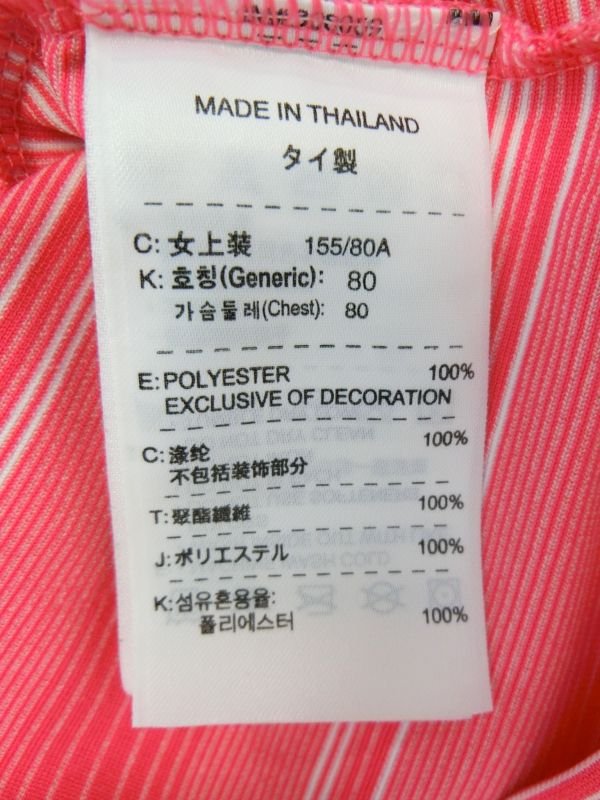 MADE IN THAILAND
タイ製
C: 女上装 155/80A
K: 호칭(Generic): 80
가슴둘레(Chest): 80
E: POLYESTER 100%
EXCLUSIVE OF DECORATION
C: 涤纶 100%
不包括装饰部分
T: 聚酯纖維 100%
J: ポリエステル 100%
K: 섬유혼용율:
폴리에스터 100%